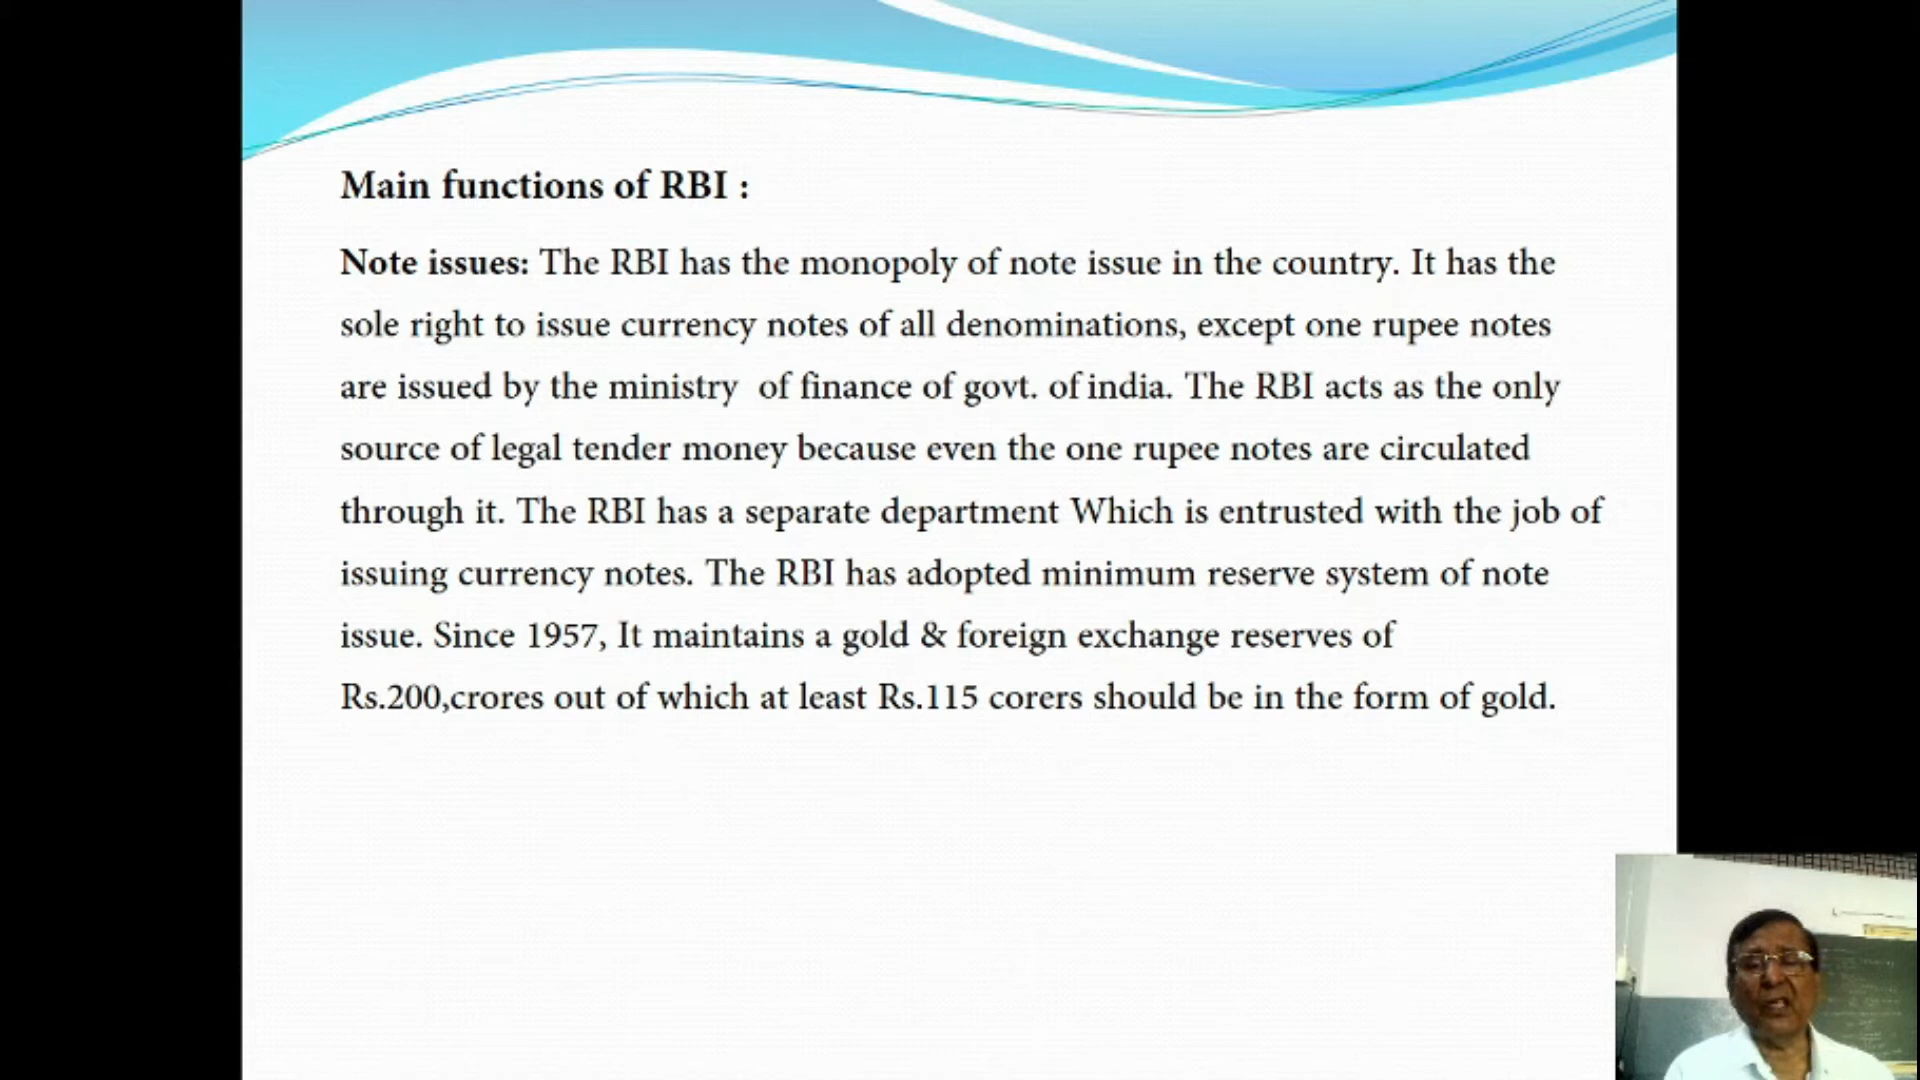 Main functions of RBI :
Note issues: The RBI has the monopoly of note issue in the country. It has the
sole right to issue currency notes of all denominations, except one rupee notes
are issued by the ministry of finance of govt. of india. The RBI acts as the only
source of legal tender money because even the one rupee notes are circulated
through it. The RBI has a separate department Which is entrusted with the job of
issuing currency notes. The RBI has adopted minimum reserve system of note
issue. Since 1957, It maintains a gold & foreign exchange reserves of
Rs.200,crores out of which at least Rs.115 corers should be in the form of gold.